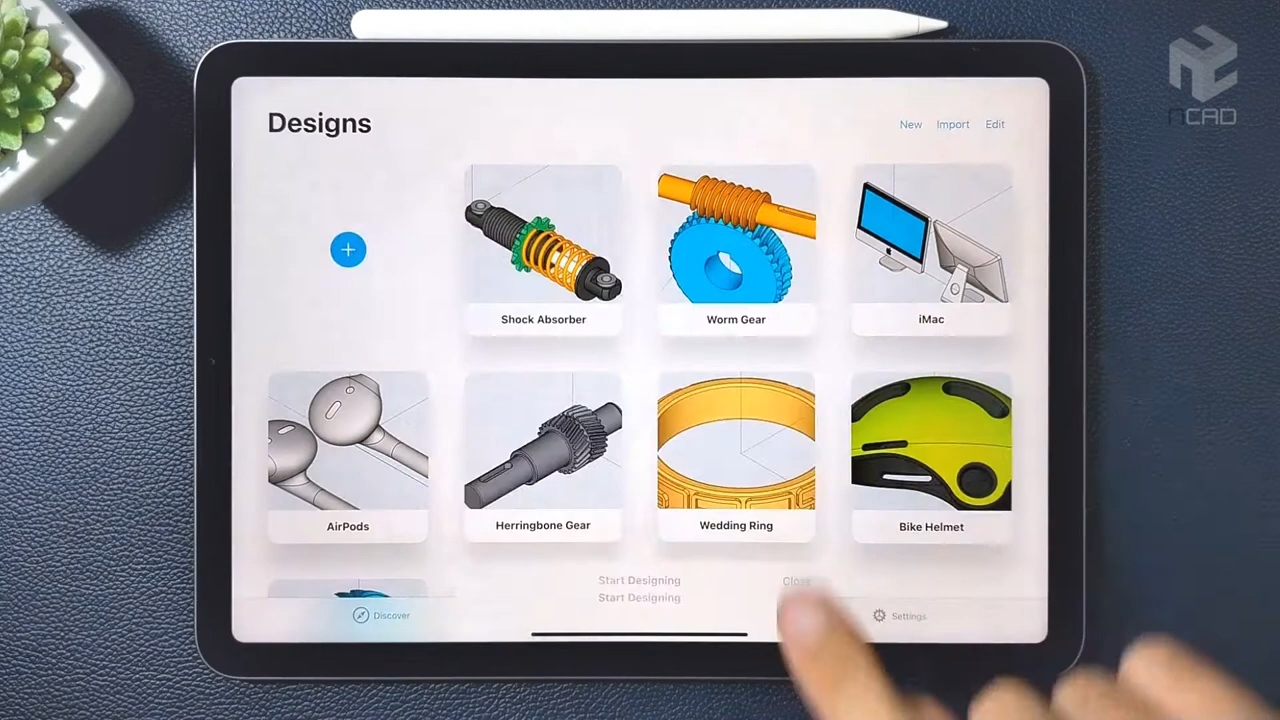 nCAD
Designs
New Import Edit
Shock Absorber
Worm Gear
iMac
AirPods
Herringbone Gear
Wedding Ring
Bike Helmet
Start Designing
Close
Start Designing
Discover
Settings